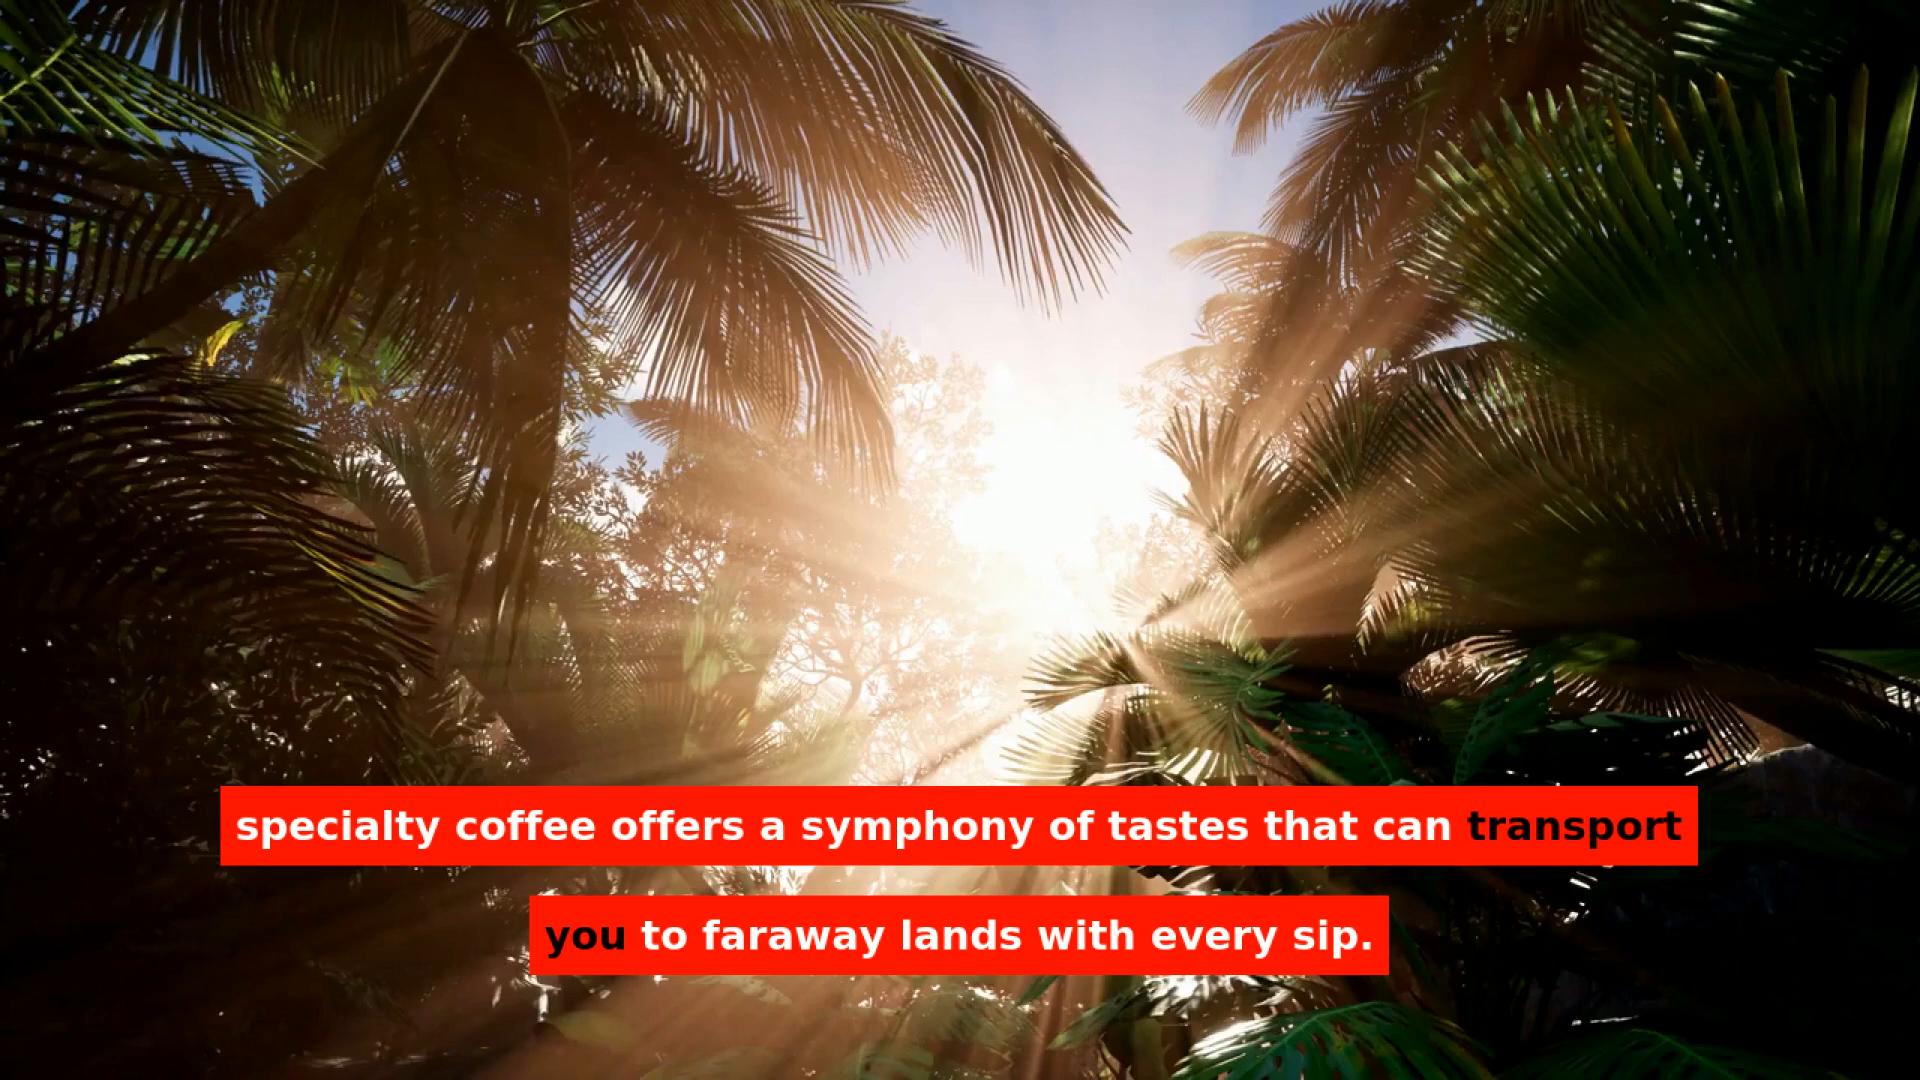 specialty coffee offers a symphony of tastes that can transport
you to faraway lands with every sip.